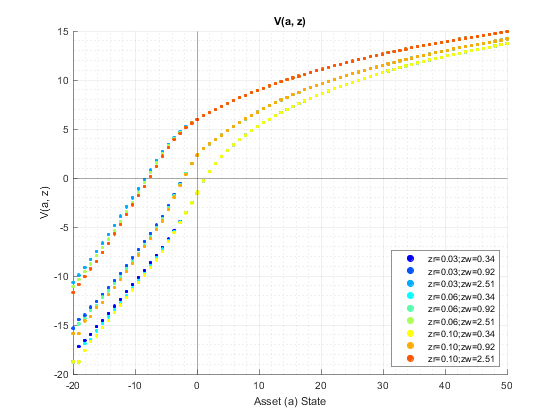 V(a, z)
15
10
5
0
-5
-10
-15
-20
V(a, z)
-20
-10
0
10
20
30
40
50
Asset (a) State
zr=0.03;zw=0.34
zr=0.03;zw=0.92
zr=0.03;zw=2.51
zr=0.06;zw=0.34
zr=0.06;zw=0.92
zr=0.06;zw=2.51
zr=0.10;zw=0.34
zr=0.10;zw=0.92
zr=0.10;zw=2.51